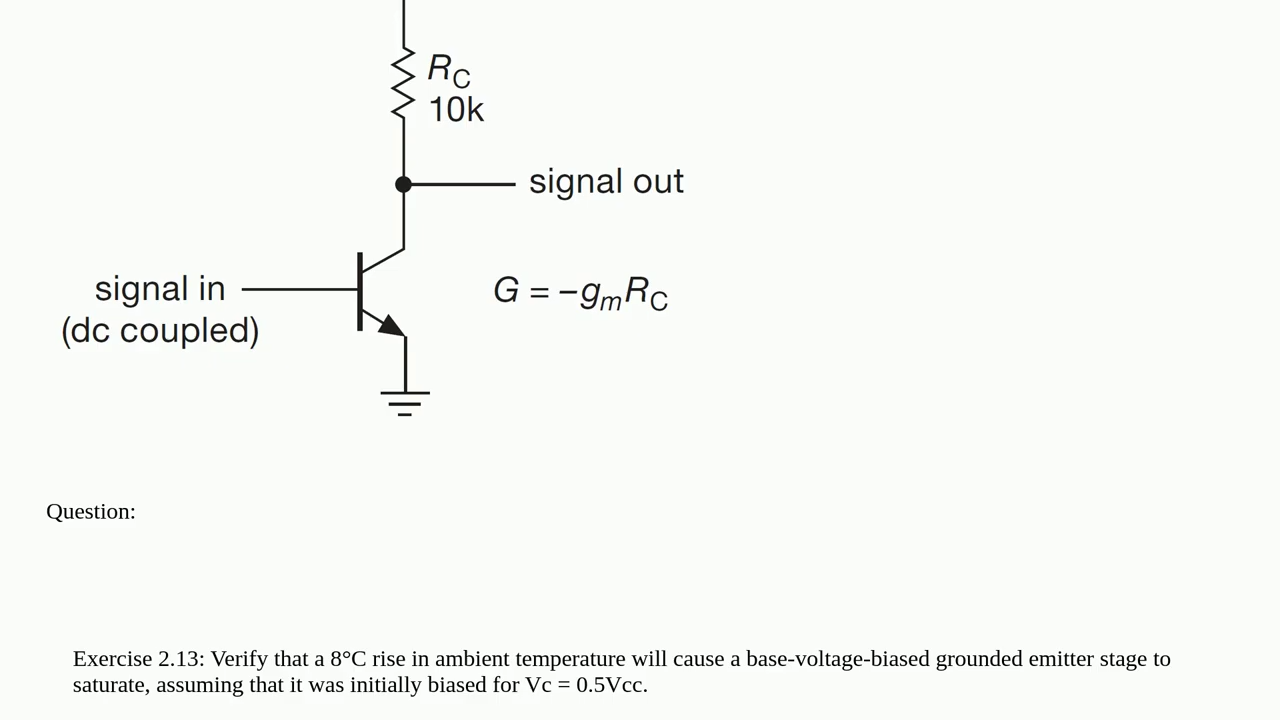 R_C
10k
signal out
signal in
(dc coupled)
G = −g_mR_C
Question:
Exercise 2.13: Verify that a 8°C rise in ambient temperature will cause a base-voltage-biased grounded emitter stage to
saturate, assuming that it was initially biased for Vc = 0.5Vcc.